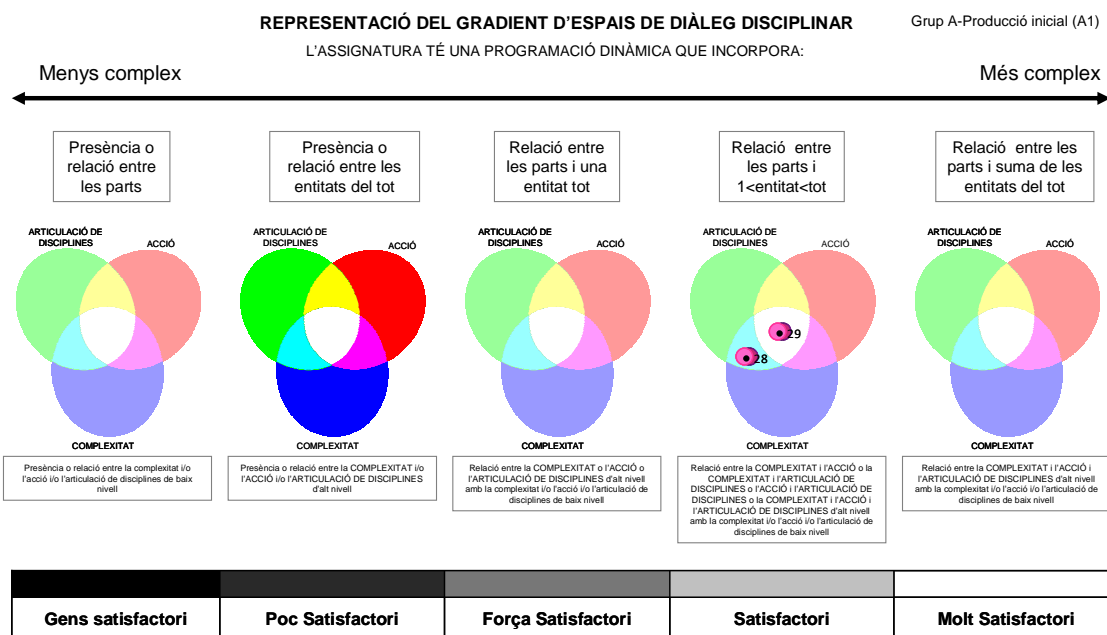 REPRESENTACIÓ DEL GRADIENT D'ESPAIS DE DIÀLEG DISCIPLINAR
Grup A-Producció inicial (A1)
L'ASSIGNATURA TÉ UNA PROGRAMACIÓ DINÀMICA QUE INCORPORA:
Menys complex
Més complex
Presència o
relació entre
les parts
Presència o
relació entre les
entitats del tot
Relació entre
les parts i una
entitat tot
Relació entre
les parts i
1<entitat<tot
Relació entre les
parts i suma de les
entitats del tot
ARTICULACIÓ DE
DISCIPLINES
ACCIÓ
COMPLEXITAT
ARTICULACIÓ DE
DISCIPLINES
ACCIÓ
COMPLEXITAT
ARTICULACIÓ DE
DISCIPLINES
ACCIÓ
COMPLEXITAT
ARTICULACIÓ DE
DISCIPLINES
ACCIÓ
29
28
COMPLEXITAT
ARTICULACIÓ DE
DISCIPLINES
ACCIÓ
COMPLEXITAT
Presència o relació entre la complexitat i/o
l'acció i/o l'articulació de disciplines de baix
nivell
Presència o relació entre la COMPLEXITAT i/o
l'ACCIÓ i/o l'ARTICULACIÓ DE DISCIPLINES
d'alt nivell
Relació entre la COMPLEXITAT o l'ACCIÓ o
l'ARTICULACIÓ DE DISCIPLINES d'alt nivell
amb la complexitat i/o l'acció i/o l'articulació de
disciplines de baix nivell
Relació entre la COMPLEXITAT i l'ACCIÓ o la
COMPLEXITAT i l'ARTICULACIÓ DE
DISCIPLINES o l'ACCIÓ i l'ARTICULACIÓ DE
DISCIPLINES o la COMPLEXITAT i l'ACCIÓ i
l'ARTICULACIÓ DE DISCIPLINES d'alt nivell
amb la complexitat i/o l'acció i/o l'articulació de
disciplines de baix nivell
Relació entre la COMPLEXITAT i l'ACCIÓ i
l'ARTICULACIÓ DE DISCIPLINES d'alt nivell
amb la complexitat i/o l'acció i/o l'articulació de
disciplines de baix nivell
Gens satisfactori
Poc Satisfactori
Força Satisfactori
Satisfactori
Molt Satisfactori